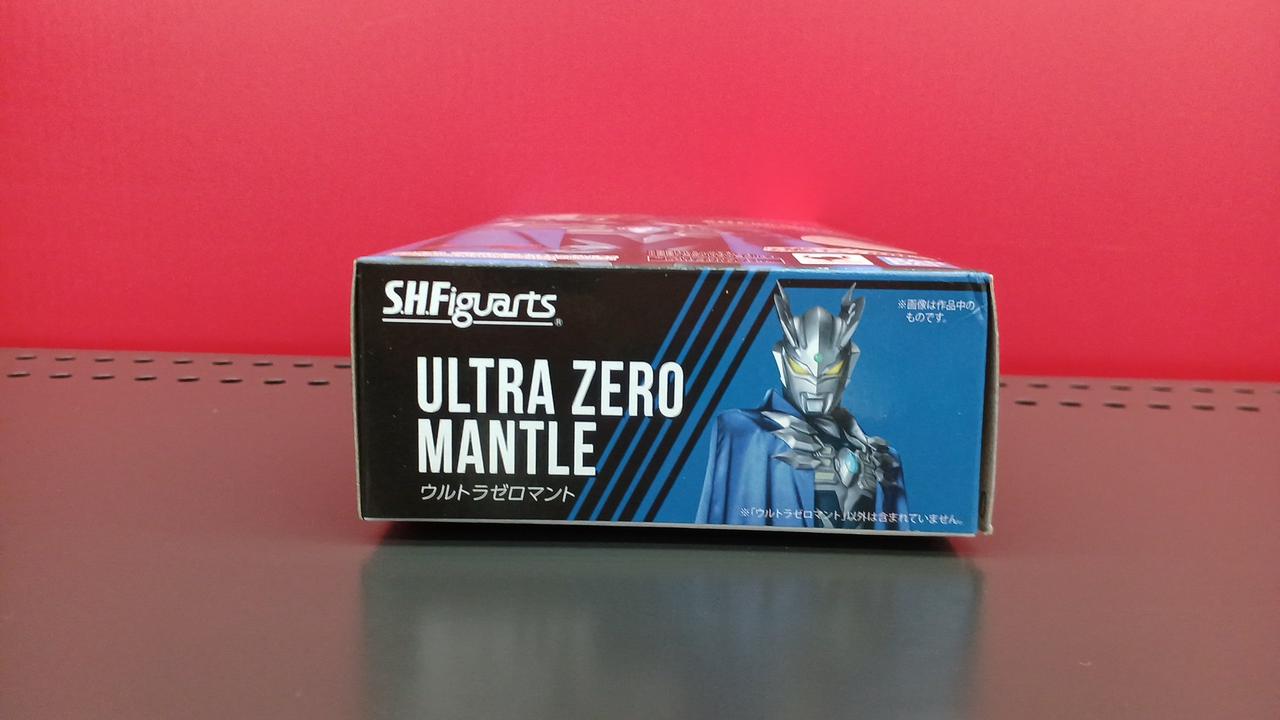 S.H.Figuarts®
ULTRA ZERO
MANTLE
ウルトラゼロマント
※画像は作品中の
ものです。
※「ウルトラゼロマント」以外は含まれていません。